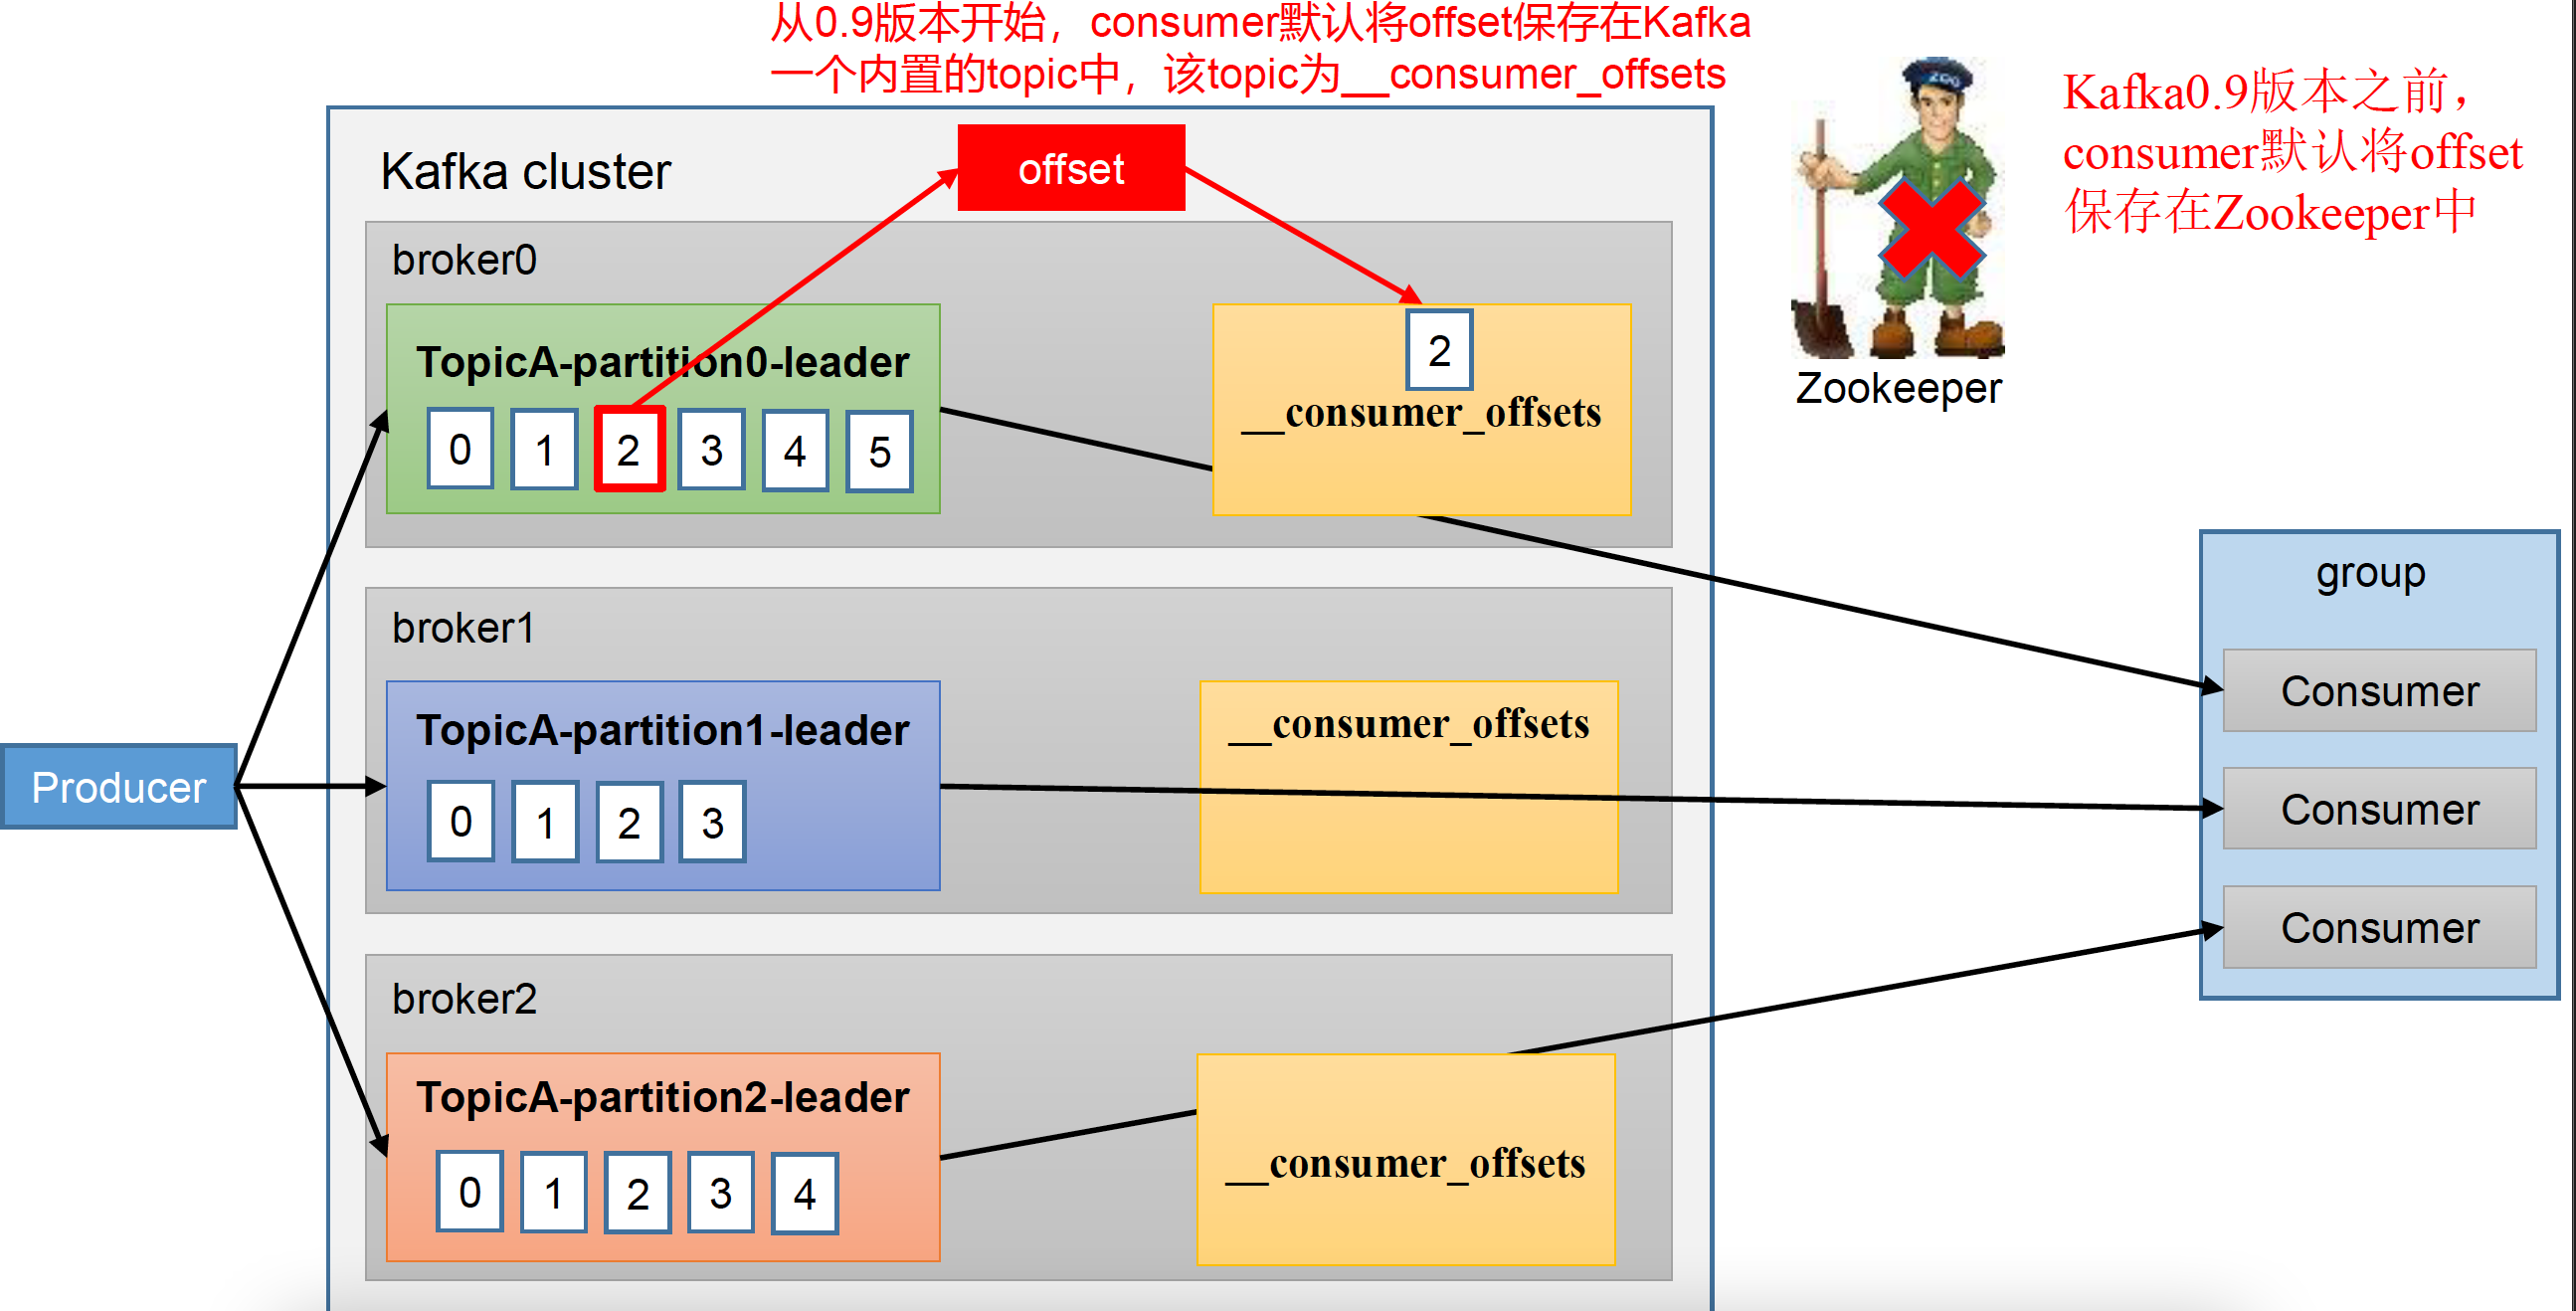 从0.9版本开始，consumer默认将offset保存在Kafka
一个内置的topic中，该topic为__consumer_offsets
Kafka0.9版本之前，
consumer默认将offset
保存在Zookeeper中
ZOO
Zookeeper
Kafka cluster
offset
broker0
TopicA-partition0-leader
0 1 2 3 4 5
2
__consumer_offsets
broker1
TopicA-partition1-leader
0 1 2 3
__consumer_offsets
broker2
TopicA-partition2-leader
0 1 2 3 4
__consumer_offsets
Producer
group
Consumer
Consumer
Consumer